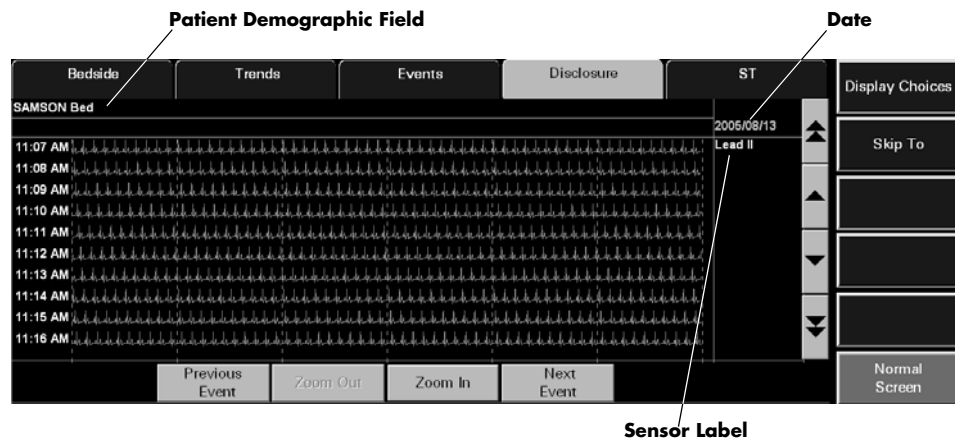 Patient Demographic Field
Date
Bedside
Trends
Events
Disclosure
ST
Display Choices
SAMSON Bed
2005/08/13
Skip To
11:07 AM
Lead II
11:08 AM
11:09 AM
11:10 AM
11:11 AM
11:12 AM
11:13 AM
11:14 AM
11:15 AM
11:16 AM
Previous
Event
Zoom Out
Zoom In
Next
Event
Normal
Screen
Sensor Label